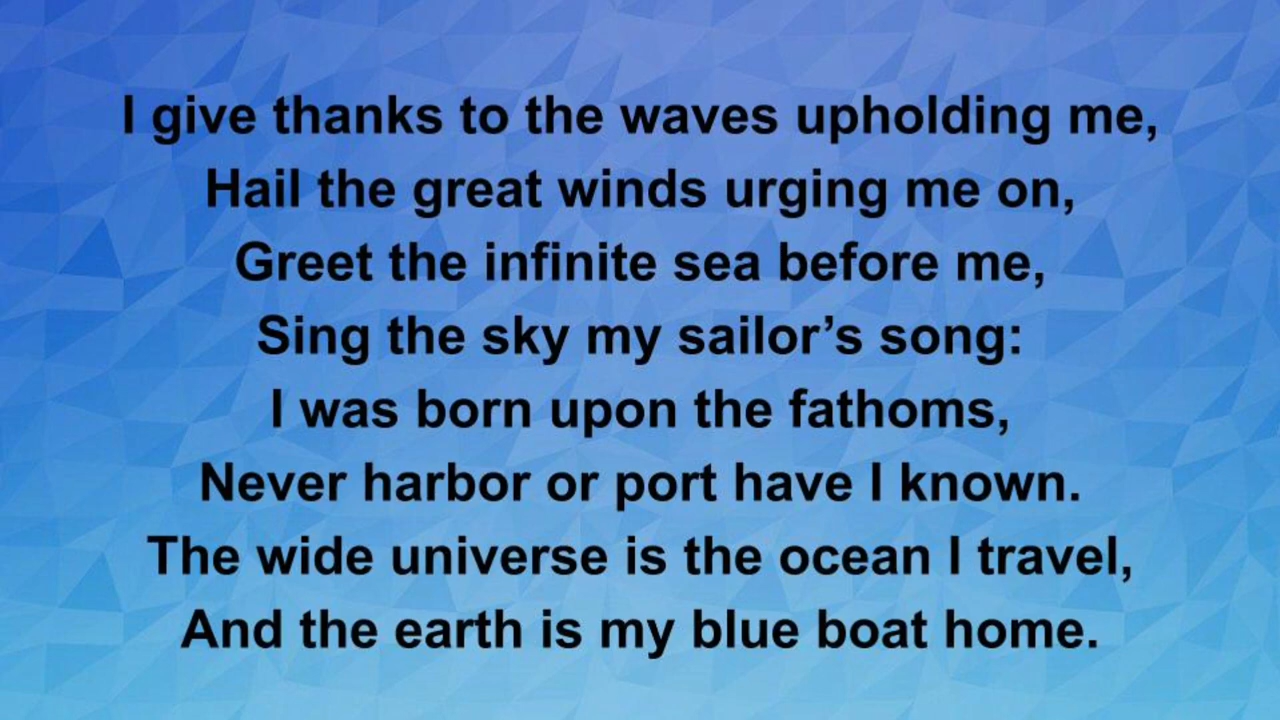 I give thanks to the waves upholding me,
Hail the great winds urging me on,
Greet the infinite sea before me,
Sing the sky my sailor’s song:
I was born upon the fathoms,
Never harbor or port have I known.
The wide universe is the ocean I travel,
And the earth is my blue boat home.